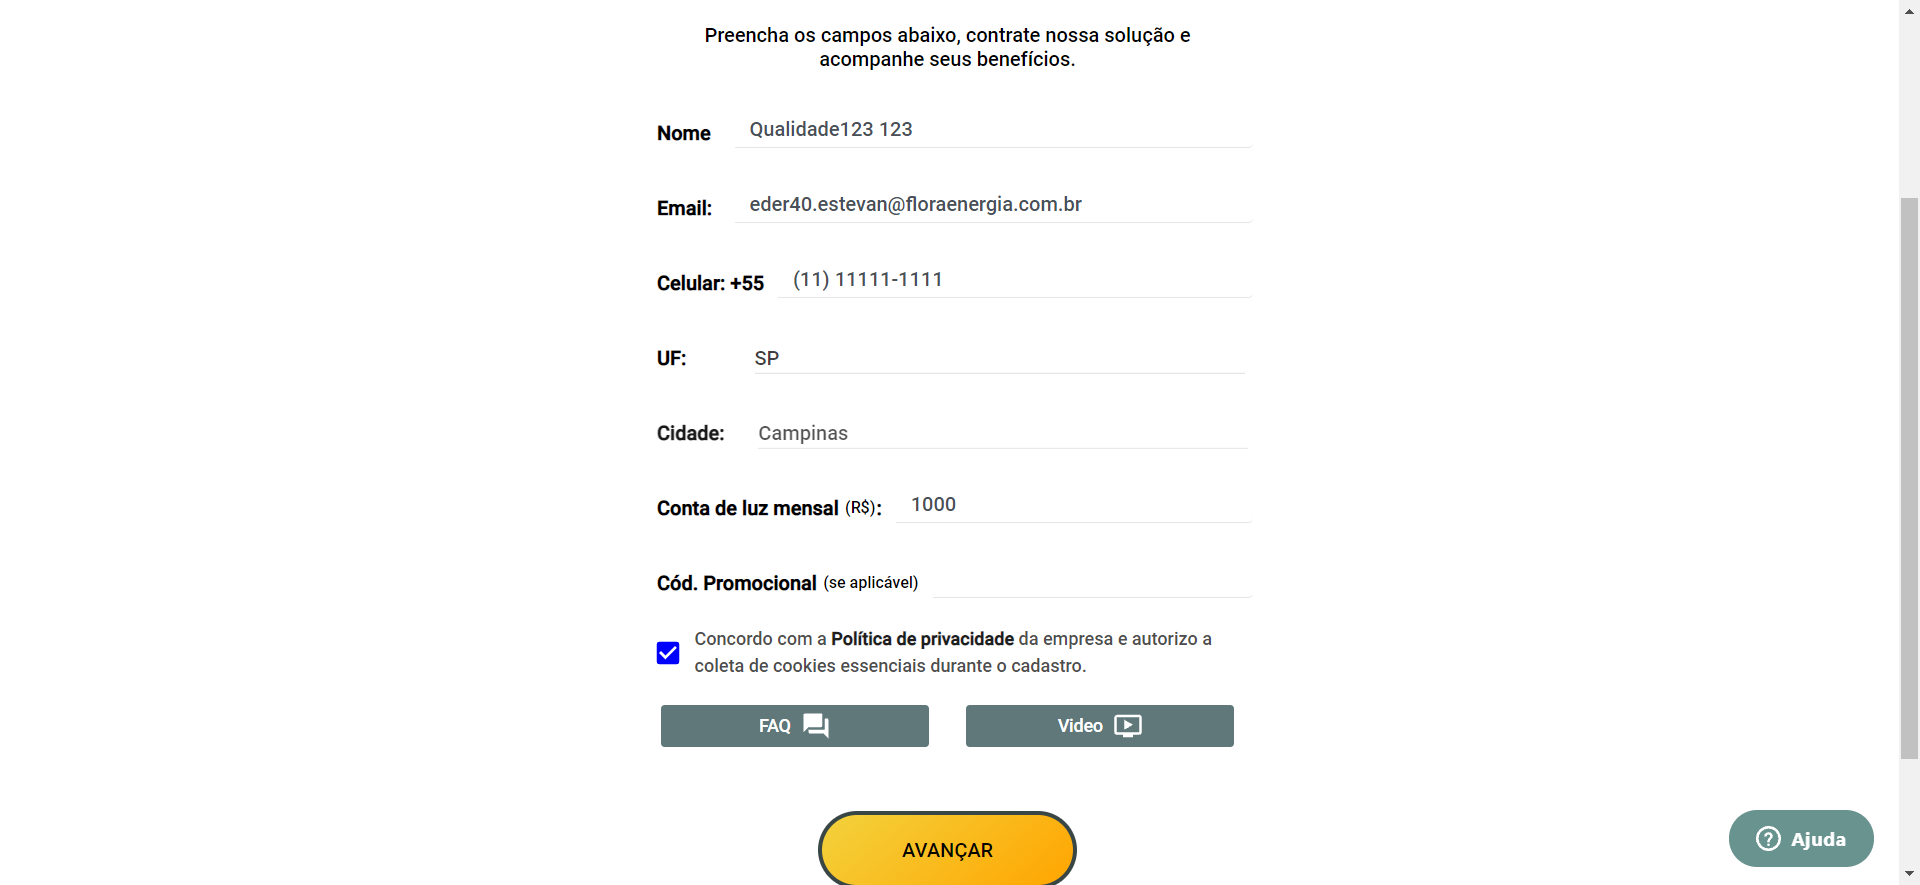 Preencha os campos abaixo, contrate nossa solução e
acompanhe seus benefícios.
Nome Qualidade123 123
Email: eder40.estevan@floraenergia.com.br
Celular: +55 (11) 11111-1111
UF: SP
Cidade: Campinas
Conta de luz mensal (R$): 1000
Cód. Promocional (se aplicável)
Concordo com a Política de privacidade da empresa e autorizo a
coleta de cookies essenciais durante o cadastro.
FAQ Video
AVANÇAR
Ajuda